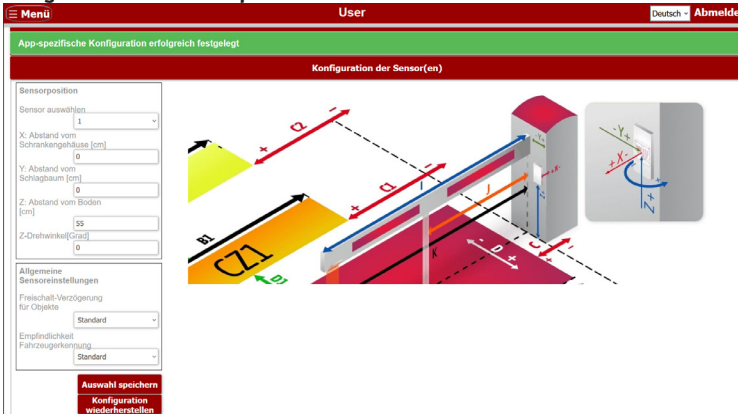 Menü
User
Deutsch
Abmelde
App-spezifische Konfiguration erfolgreich festgelegt
Konfiguration der Sensor(en)
Sensorposition
Sensor auswählen
1
X: Abstand vom
Schrankengehäuse [cm]
0
Y: Abstand vom
Schlagbaum [cm]
0
Z: Abstand vom Boden
[cm]
55
Z-Drehwinkel[Grad]
0
Allgemeine
Sensoreinstellungen
Freischalt-Verzögerung
für Objekte
Standard
Empfindlichkeit
Fahrzeugerkennung
Standard
Auswahl speichern
Konfiguration
wiederherstellen
+ C2 -
+ C1 -
B1
CZ1
D1
I
J
K
- D +
+ C -
-Y+
+X-
-Y+
+X-
Z
- +